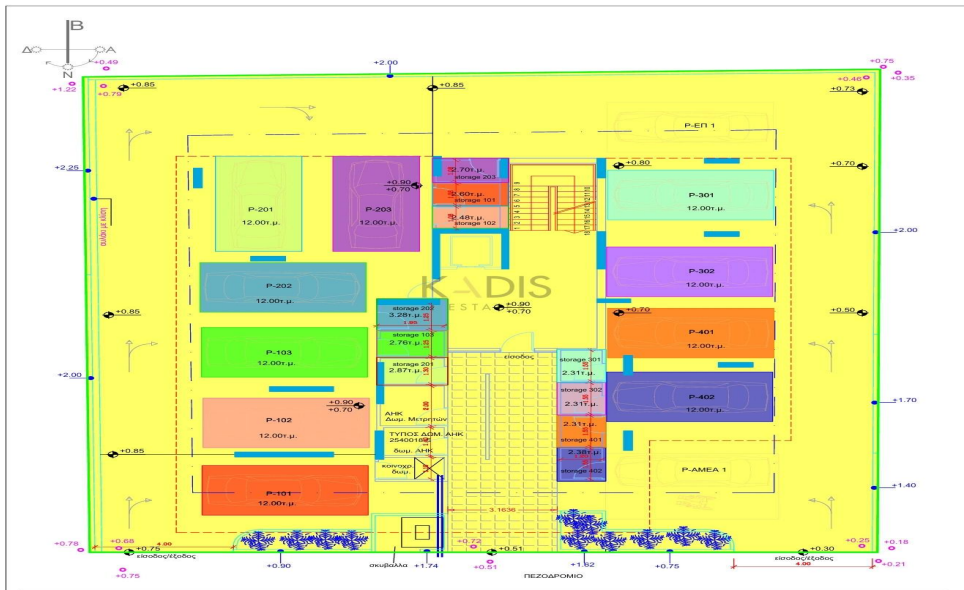 Β
Δ
Α
Ν
+0.49
+1.22
+0.79
+0.85
+2.00
+0.85
+0.75
+0.35
+0.46
+0.73
P-ΕΠ 1
+2.25
P-201
12.00τ.μ.
P-203
12.00τ.μ.
+0.90
+0.70
2.70τ.μ.
storage 203
2.60τ.μ.
storage 101
2.48τ.μ.
storage 102
+0.80
+0.70
P-301
12.00τ.μ.
+2.00
P-202
12.00τ.μ.
P-302
12.00τ.μ.
KADIS
ESTA
+0.90
+0.70
+0.70
+0.50
+0.85
storage 202
3.28τ.μ.
storage 103
2.76τ.μ.
storage 201
2.87τ.μ.
P-103
12.00τ.μ.
P-401
12.00τ.μ.
είσοδος
storage 301
2.31τ.μ.
storage 302
2.31τ.μ.
2.31τ.μ.
storage 401
2.38τ.μ.
storage 402
+2.00
P-402
12.00τ.μ.
+1.70
P-102
12.00τ.μ.
+0.90
+0.70
ΑΗΚ
Δωμ. Μετρητών
ΤΥΠΟΣ ΔΩΜ. ΑΗΚ
δωμ. ΑΗΚ
κοινοχρ.
δωμ.
+0.85
P-101
12.00τ.μ.
P-ΑΜΕΑ 1
+1.40
3.1636
+0.78
+0.68
4.00
+0.75
είσοδος/έξοδος
+0.75
+0.90
σκυβαλλα
+1.74
+0.72
+0.51
+0.51
+1.62
+0.75
ΠΕΖΟΔΡΟΜΙΟ
είσοδος/έξοδος
+0.30
4.00
+0.25
+0.18
+0.21